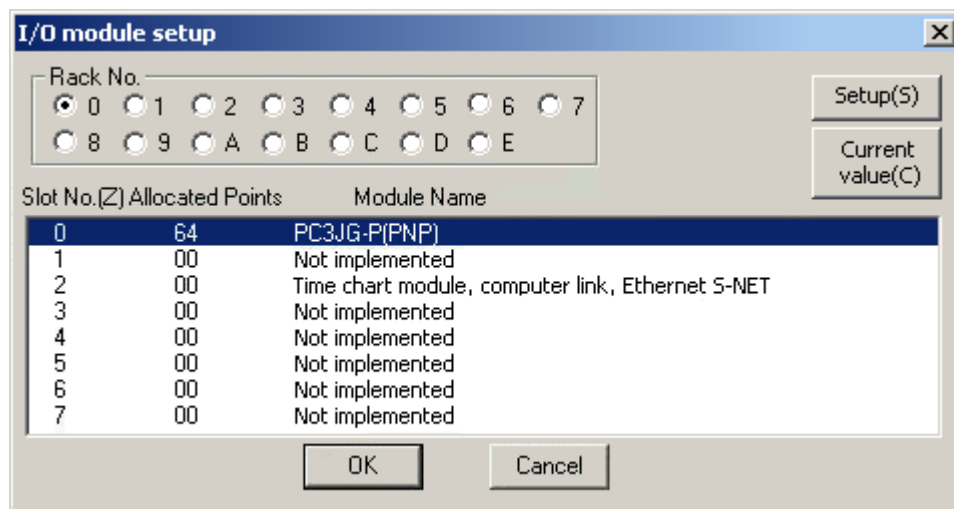 I/O module setup
Rack No.
0 1 2 3 4 5 6 7
8 9 A B C D E
Setup(S)
Current
value(C)
Slot No.(Z) Allocated Points Module Name
0 64 PC3JG-P(PNP)
1 00 Not implemented
2 00 Time chart module, computer link, Ethernet S-NET
3 00 Not implemented
4 00 Not implemented
5 00 Not implemented
6 00 Not implemented
7 00 Not implemented
OK Cancel